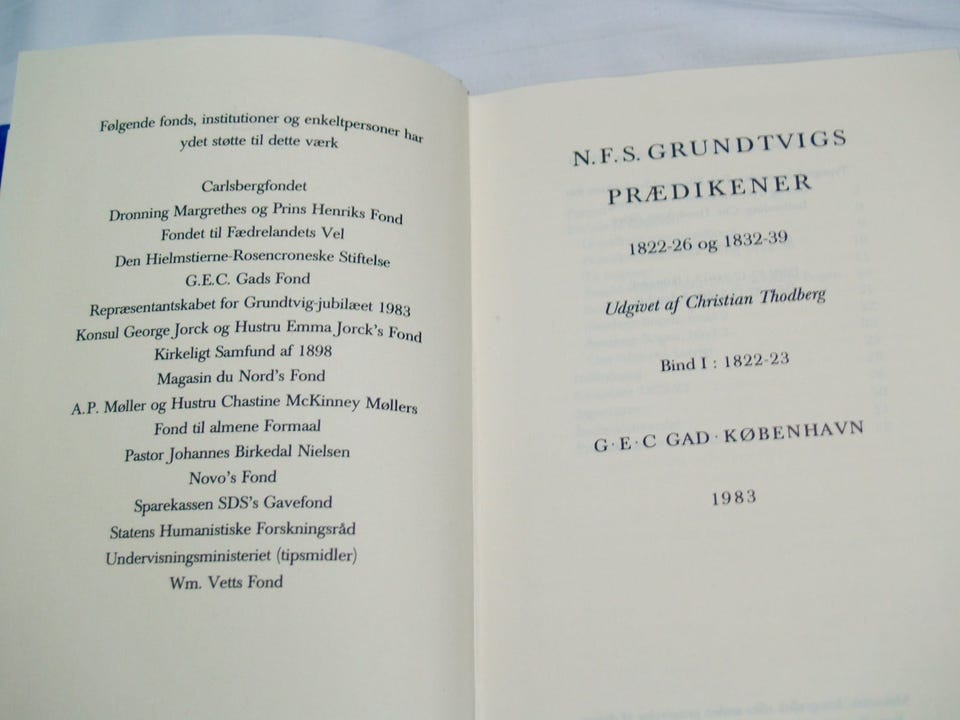 Følgende fonds, institutioner og enkeltpersoner har
ydet støtte til dette værk
Carlsbergfondet
Dronning Margrethes og Prins Henriks Fond
Fondet til Fædrelandets Vel
Den Hielmstierne-Rosencroneske Stiftelse
G.E.C. Gads Fond
Repræsentantskabet for Grundtvig-jubilæet 1983
Konsul George Jorck og Hustru Emma Jorck's Fond
Kirkeligt Samfund af 1898
Magasin du Nord's Fond
A.P. Møller og Hustru Chastine McKinney Møllers
Fond til almene Formaal
Pastor Johannes Birkedal Nielsen
Novo's Fond
Sparekassen SDS's Gavefond
Statens Humanistiske Forskningsråd
Undervisningsministeriet (tipsmidler)
Wm. Vetts Fond
N.F.S. GRUNDTVIGS
PRÆDIKENER
1822-26 og 1832-39
Udgivet af Christian Thodberg
Bind I : 1822-23
G · E · C GAD · KØBENHAVN
1983